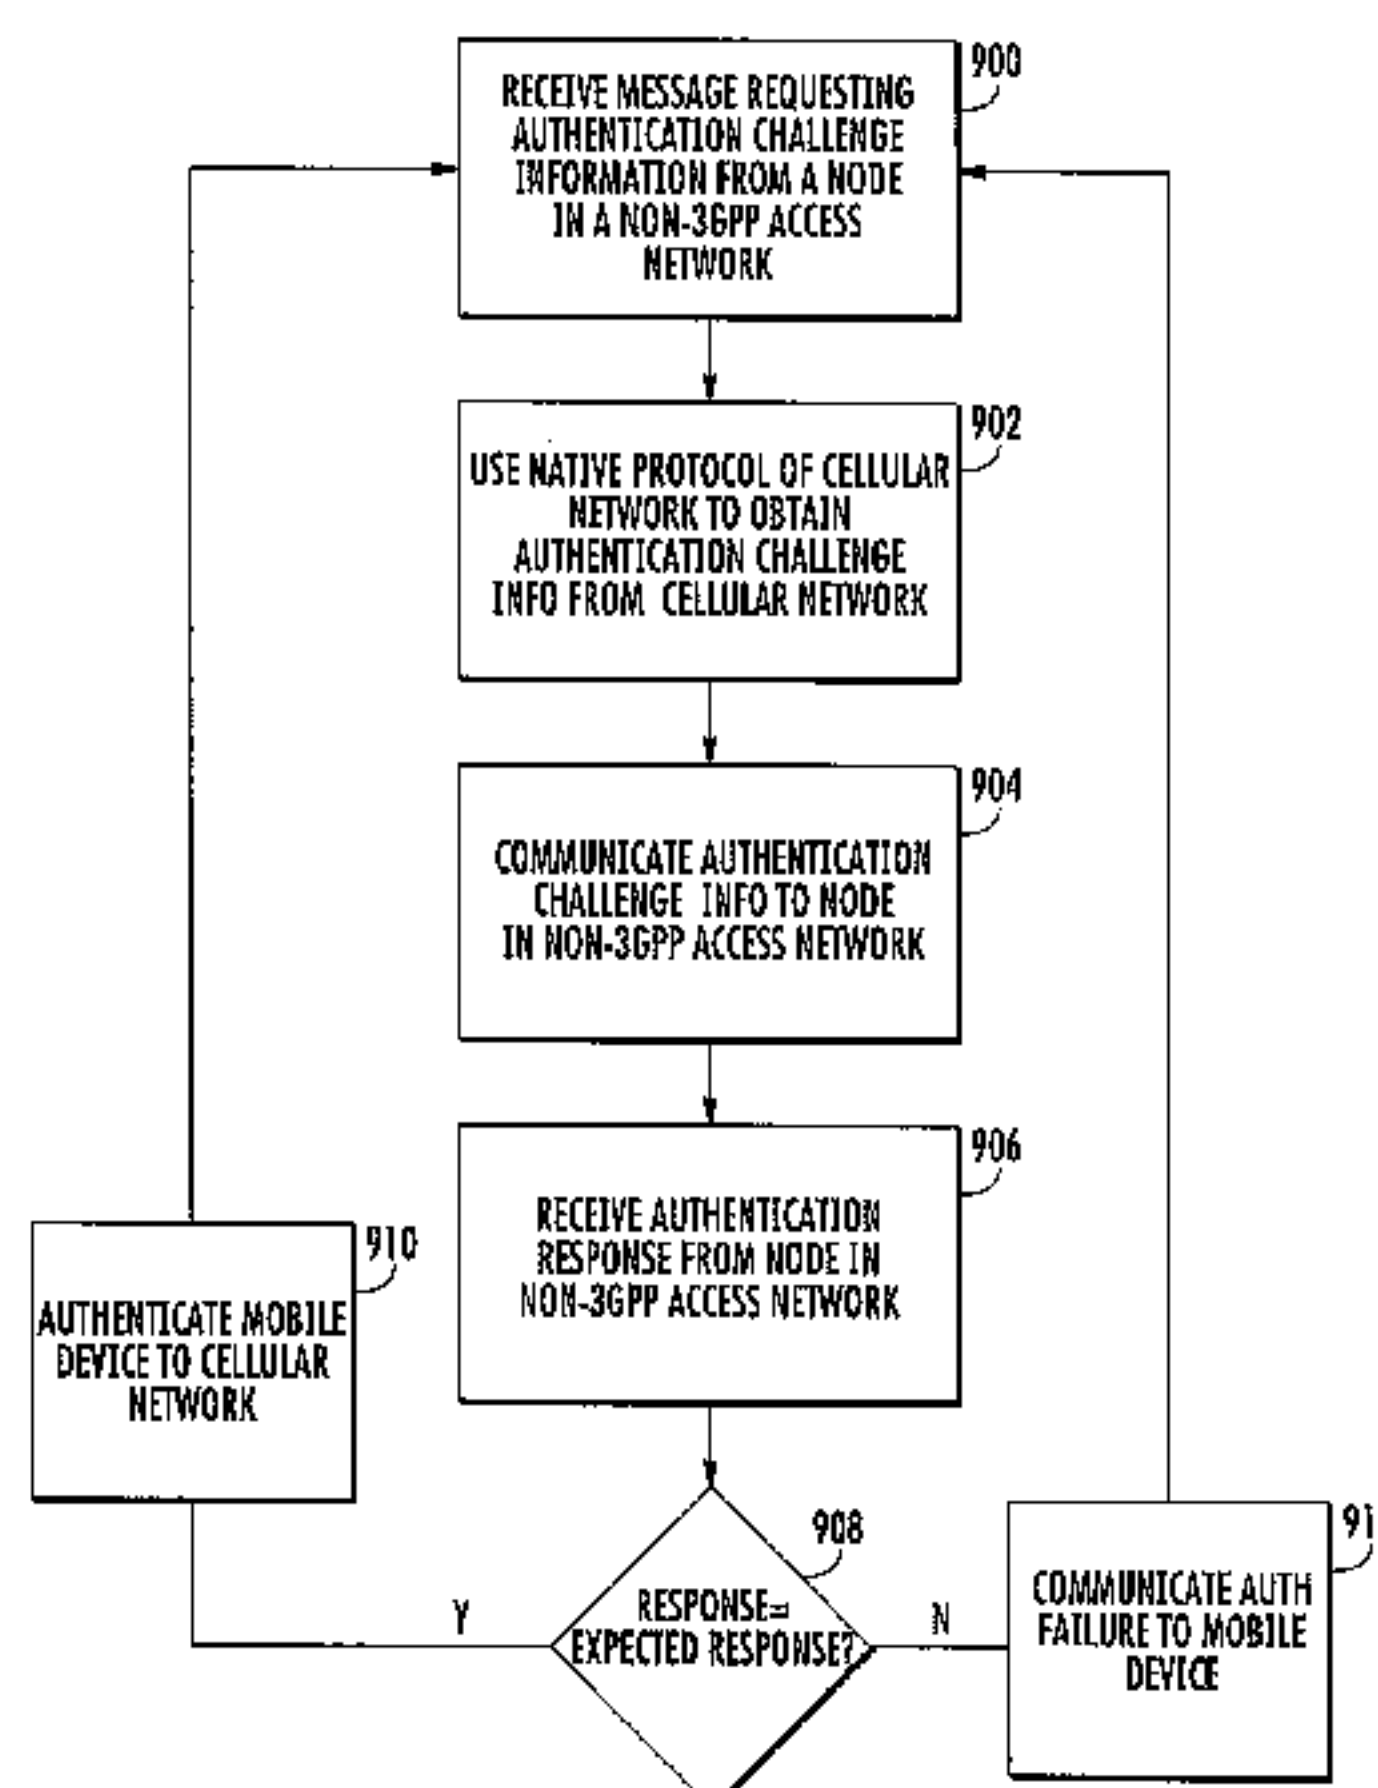 900
RECEIVE MESSAGE REQUESTING
AUTHENTICATION CHALLENGE
INFORMATION FROM A NODE
IN A NON-3GPP ACCESS
NETWORK
902
USE NATIVE PROTOCOL OF CELLULAR
NETWORK TO OBTAIN
AUTHENTICATION CHALLENGE
INFO FROM CELLULAR NETWORK
904
COMMUNICATE AUTHENTICATION
CHALLENGE INFO TO NODE
IN NON-3GPP ACCESS NETWORK
906
RECEIVE AUTHENTICATION
RESPONSE FROM NODE IN
NON-3GPP ACCESS NETWORK
910
AUTHENTICATE MOBILE
DEVICE TO CELLULAR
NETWORK
908
RESPONSE=
EXPECTED RESPONSE?
Y
N
91
COMMUNICATE AUTH
FAILURE TO MOBILE
DEVICE